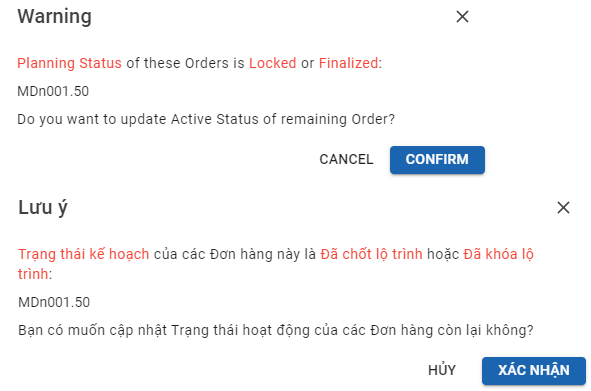 Warning
Planning Status of these Orders is Locked or Finalized:
MDn001.50
Do you want to update Active Status of remaining Order?
CANCEL CONFIRM
Lưu ý
Trạng thái kế hoạch của các Đơn hàng này là Đã chốt lộ trình hoặc Đã khóa lộ
trình:
MDn001.50
Bạn có muốn cập nhật Trạng thái hoạt động của các Đơn hàng còn lại không?
HỦY XÁC NHẬN